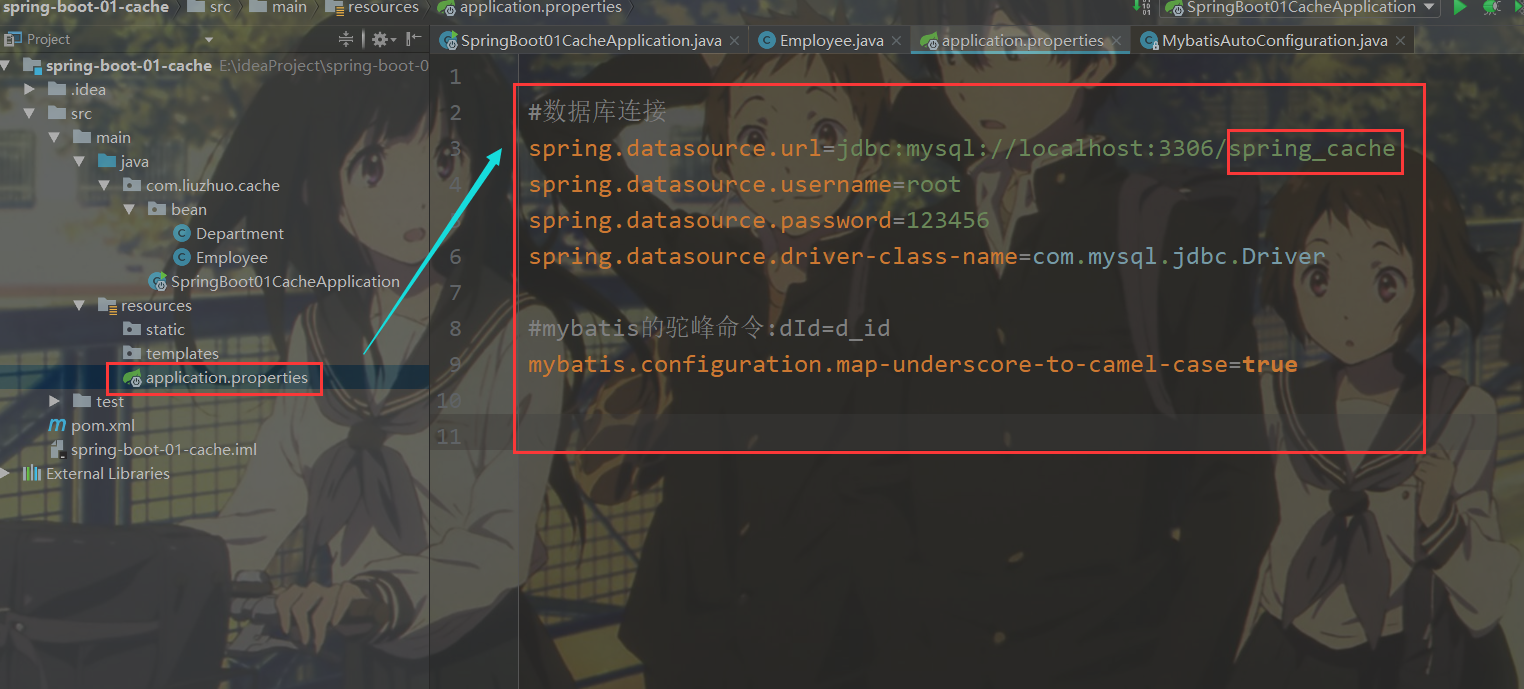 spring-boot-01-cache src main resources application.properties
SpringBoot01CacheApplication
Project
SpringBoot01CacheApplication.java Employee.java application.properties MybatisAutoConfiguration.java
spring-boot-01-cache E:\ideaProject\spring-boot-0
.idea
src
main
java
com.liuzhuo.cache
bean
Department
Employee
SpringBoot01CacheApplication
resources
static
templates
application.properties
test
pom.xml
spring-boot-01-cache.iml
External Libraries
1
2 #数据库连接
3 spring.datasource.url=jdbc:mysql://localhost:3306/spring_cache
4 spring.datasource.username=root
spring.datasource.password=123456
6 spring.datasource.driver-class-name=com.mysql.jdbc.Driver
7
8 #mybatis的驼峰命令:dId=d_id
9 mybatis.configuration.map-underscore-to-camel-case=true
10
11